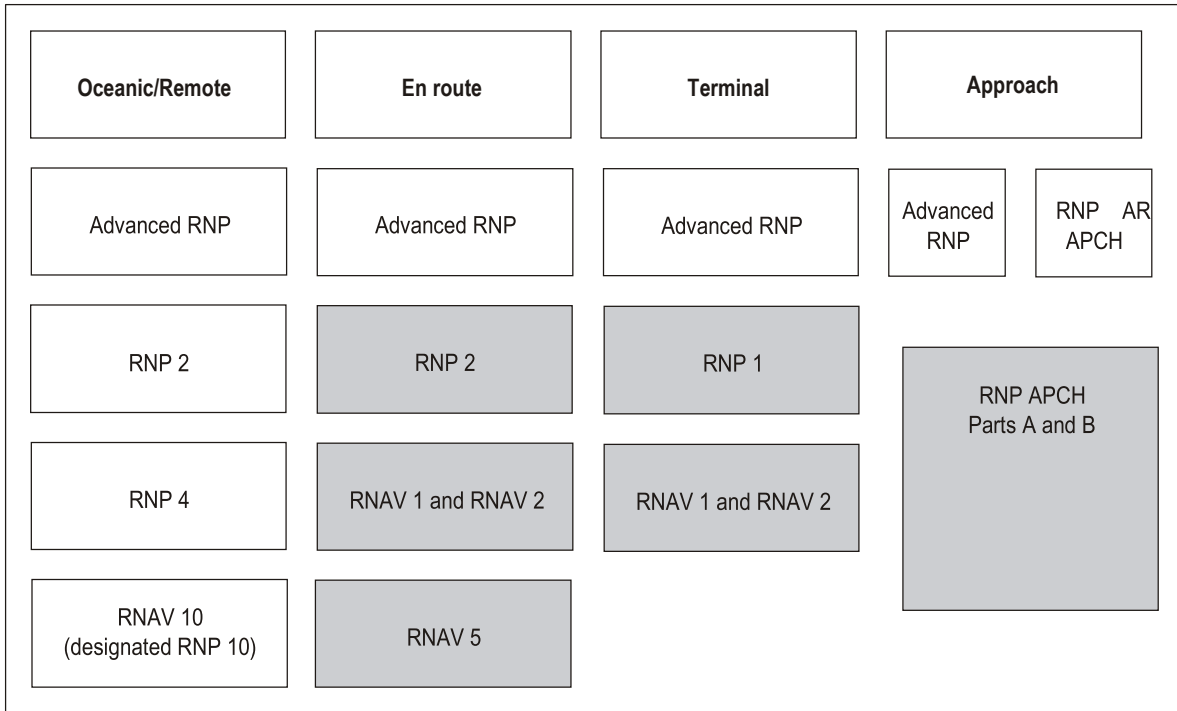 Oceanic/Remote
En route
Terminal
Approach
Advanced RNP
Advanced RNP
Advanced RNP
Advanced
RNP
RNP AR
APCH
RNP 2
RNP 2
RNP 1
RNP APCH
Parts A and B
RNP 4
RNAV 1 and RNAV 2
RNAV 1 and RNAV 2
RNAV 10
(designated RNP 10)
RNAV 5